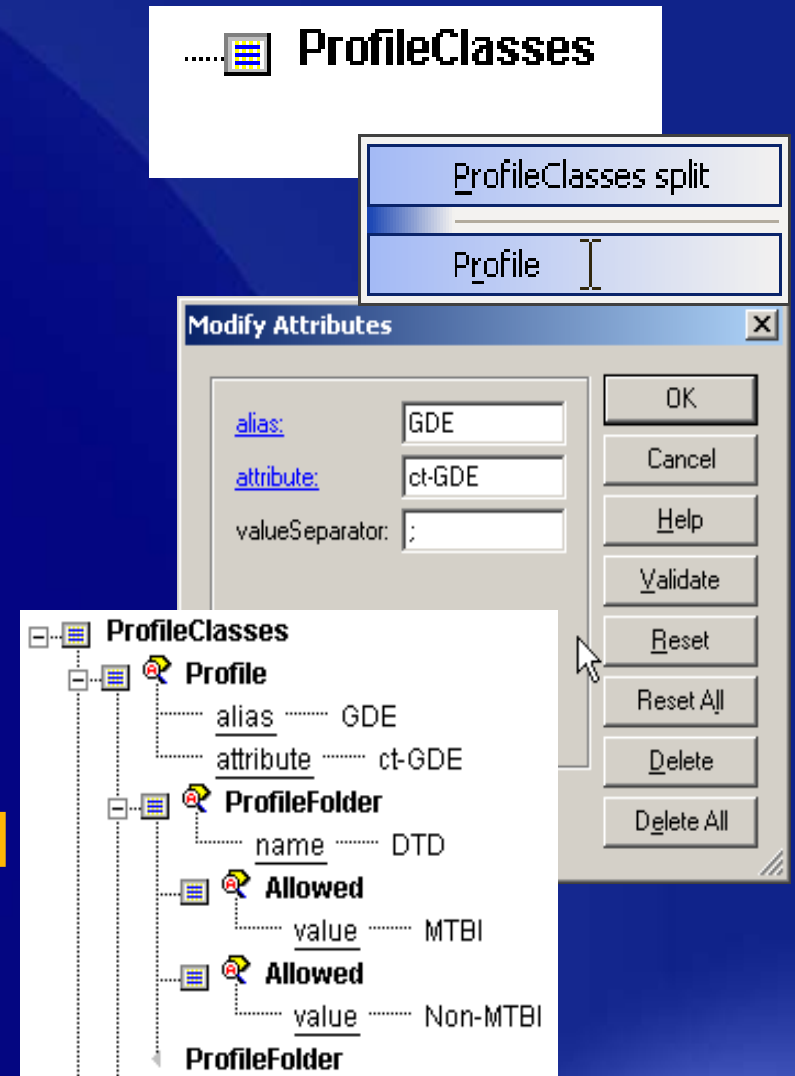 ProfileClasses
ProfileClasses split
Profile
Modify Attributes
alias: GDE
attribute: ct-GDE
valueSeparator: ;
OK
Cancel
Help
Validate
Reset
Reset All
Delete
Delete All
ProfileClasses
Profile
alias GDE
attribute ct-GDE
ProfileFolder
name DTD
Allowed
value MTBI
Allowed
value Non-MTBI
ProfileFolder